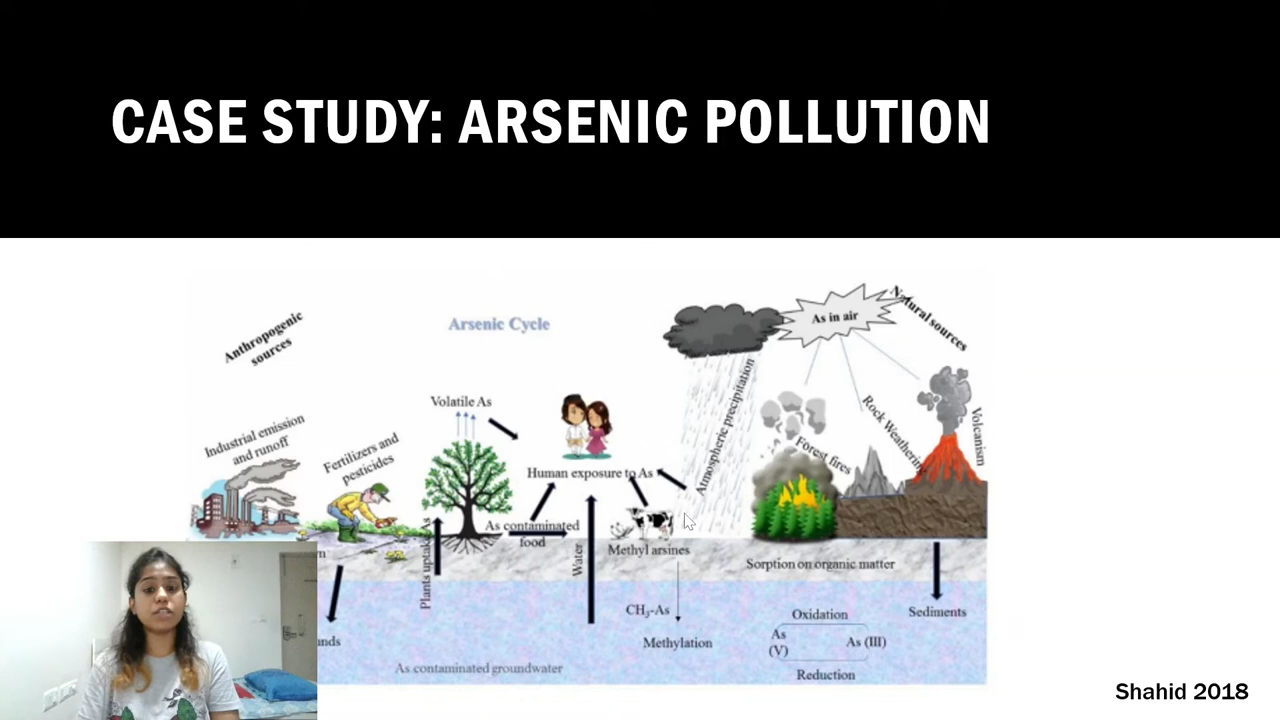 CASE STUDY: ARSENIC POLLUTION
Arsenic Cycle
Anthropogenic
sources
As in air
Natural sources
Volatile As
Industrial emission
and runoff
Fertilizers and
pesticides
Human exposure to As
Atmospheric precipitation
Forest fires
Rock Weathering
Volcanism
As contaminated
food
Plants uptake As
Water
Methyl arsines
Sorption on organic matter
CH3-As
Methylation
Oxidation
As
(V)
As (III)
Reduction
Sediments
As contaminated groundwater
Shahid 2018